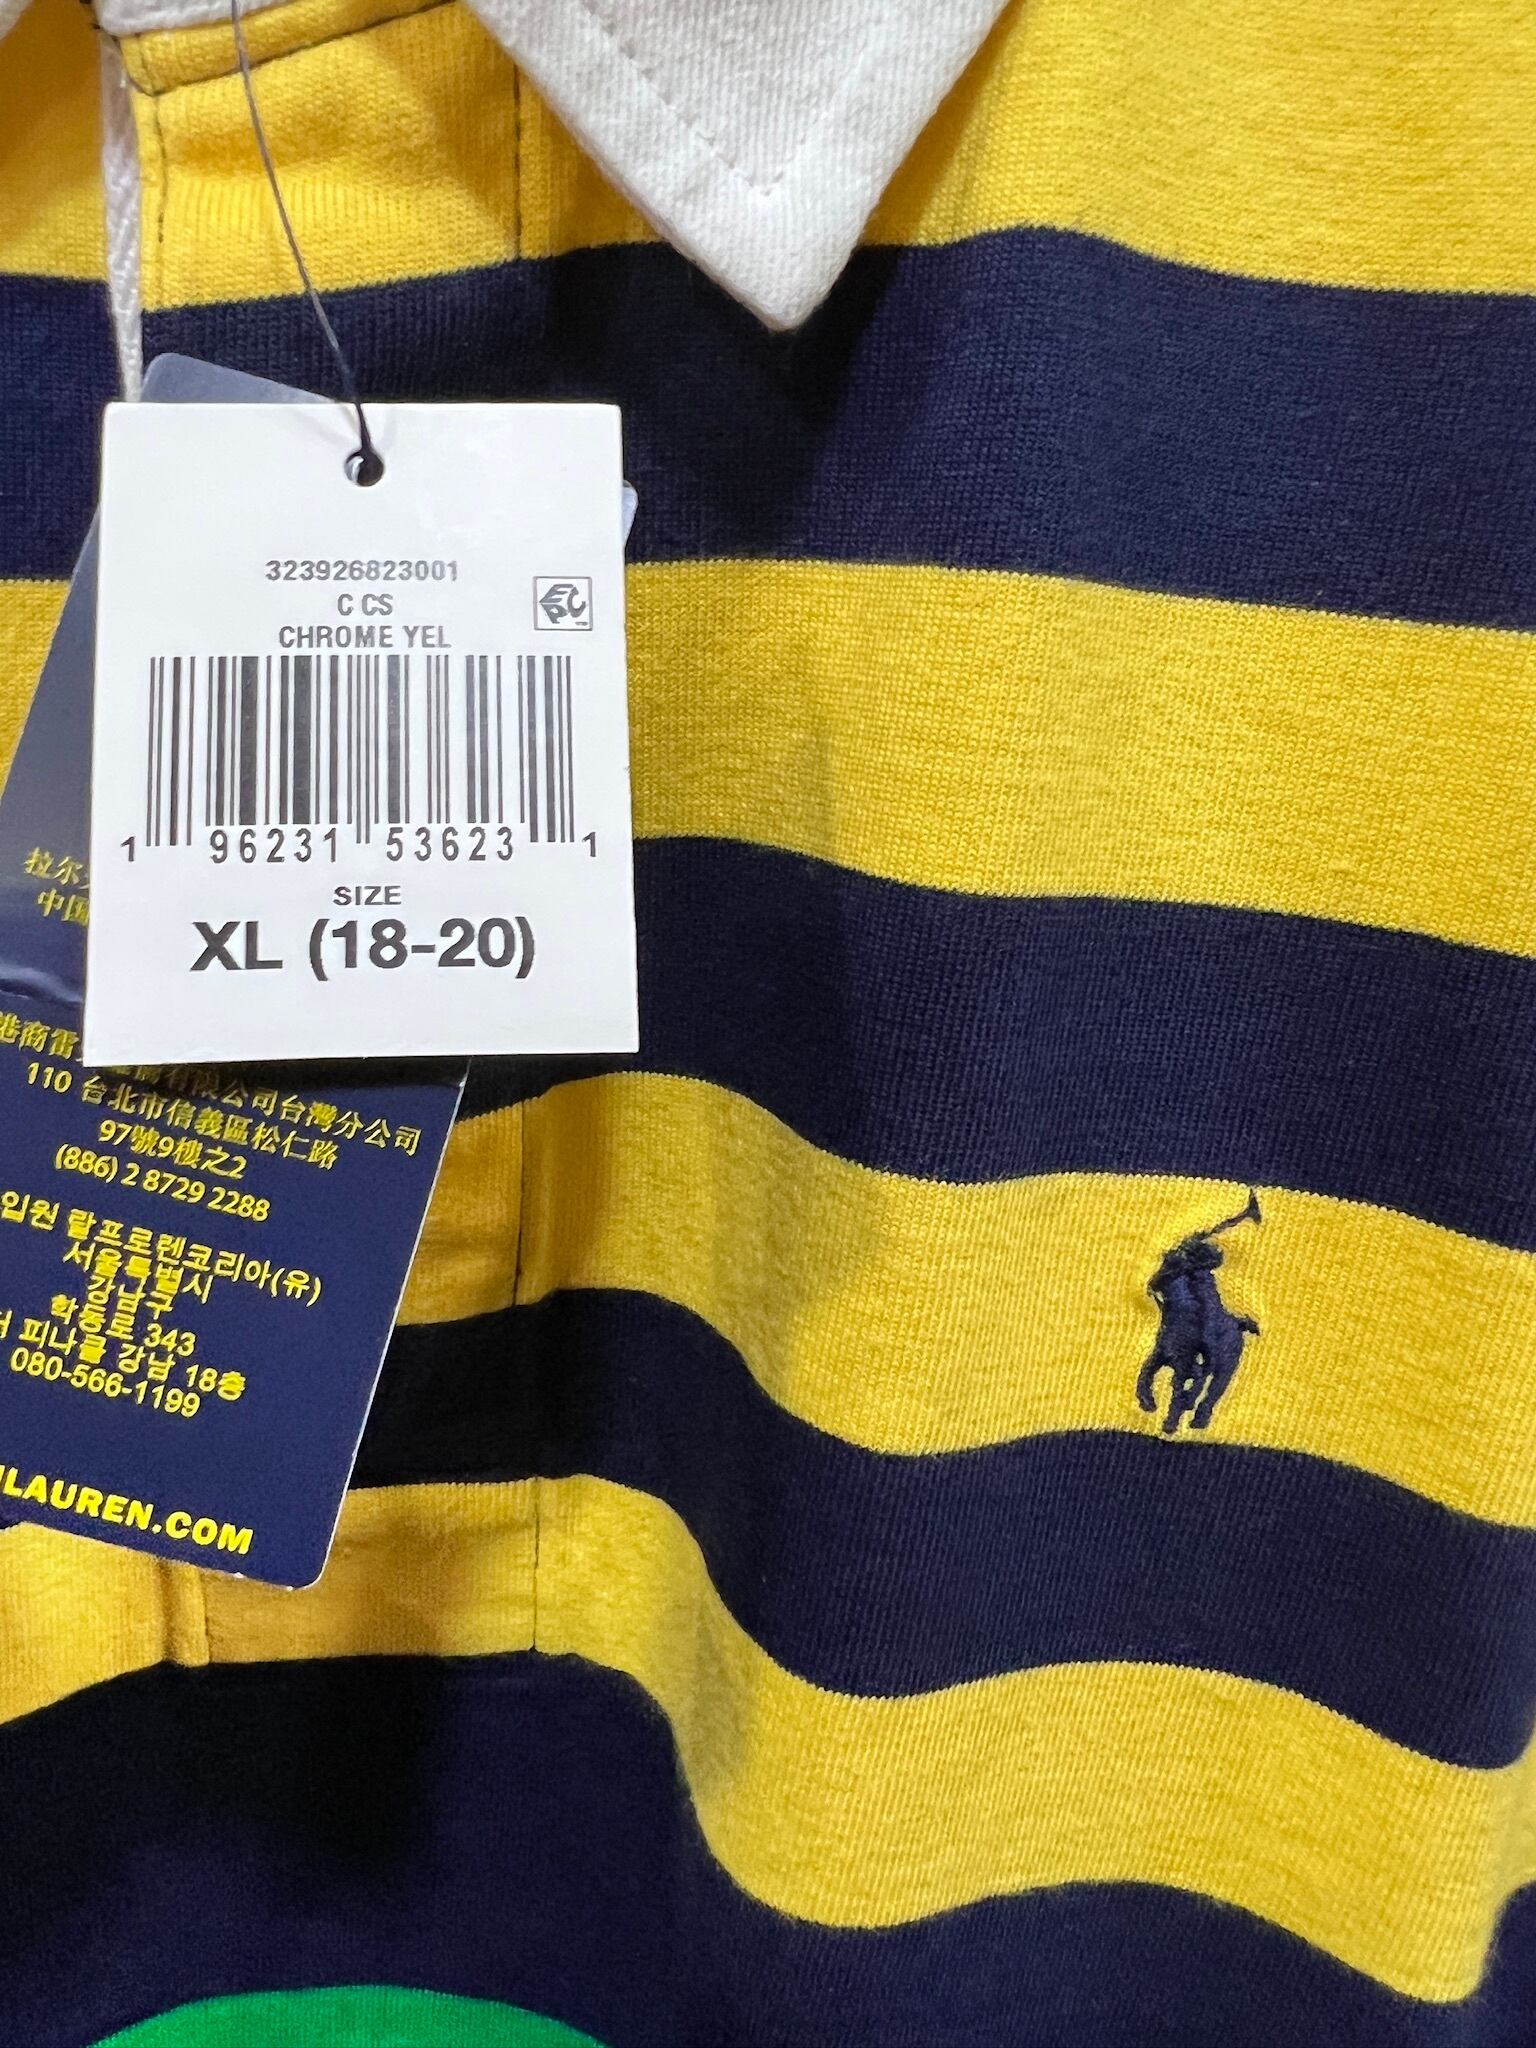 323926823001
C CS
CHROME YEL
EPC
1 96231 53623 1
SIZE
XL (18-20)
拉尔
中国
港商雷
有限公司台灣分公司
110 台北市信義區松仁路
97號9樓之2
(886) 2 8729 2288
입원 랄프로렌코리아(유)
서울특별시
강남구
학동로 343
피나클 강남 18층
080-566-1199
LAUREN.COM